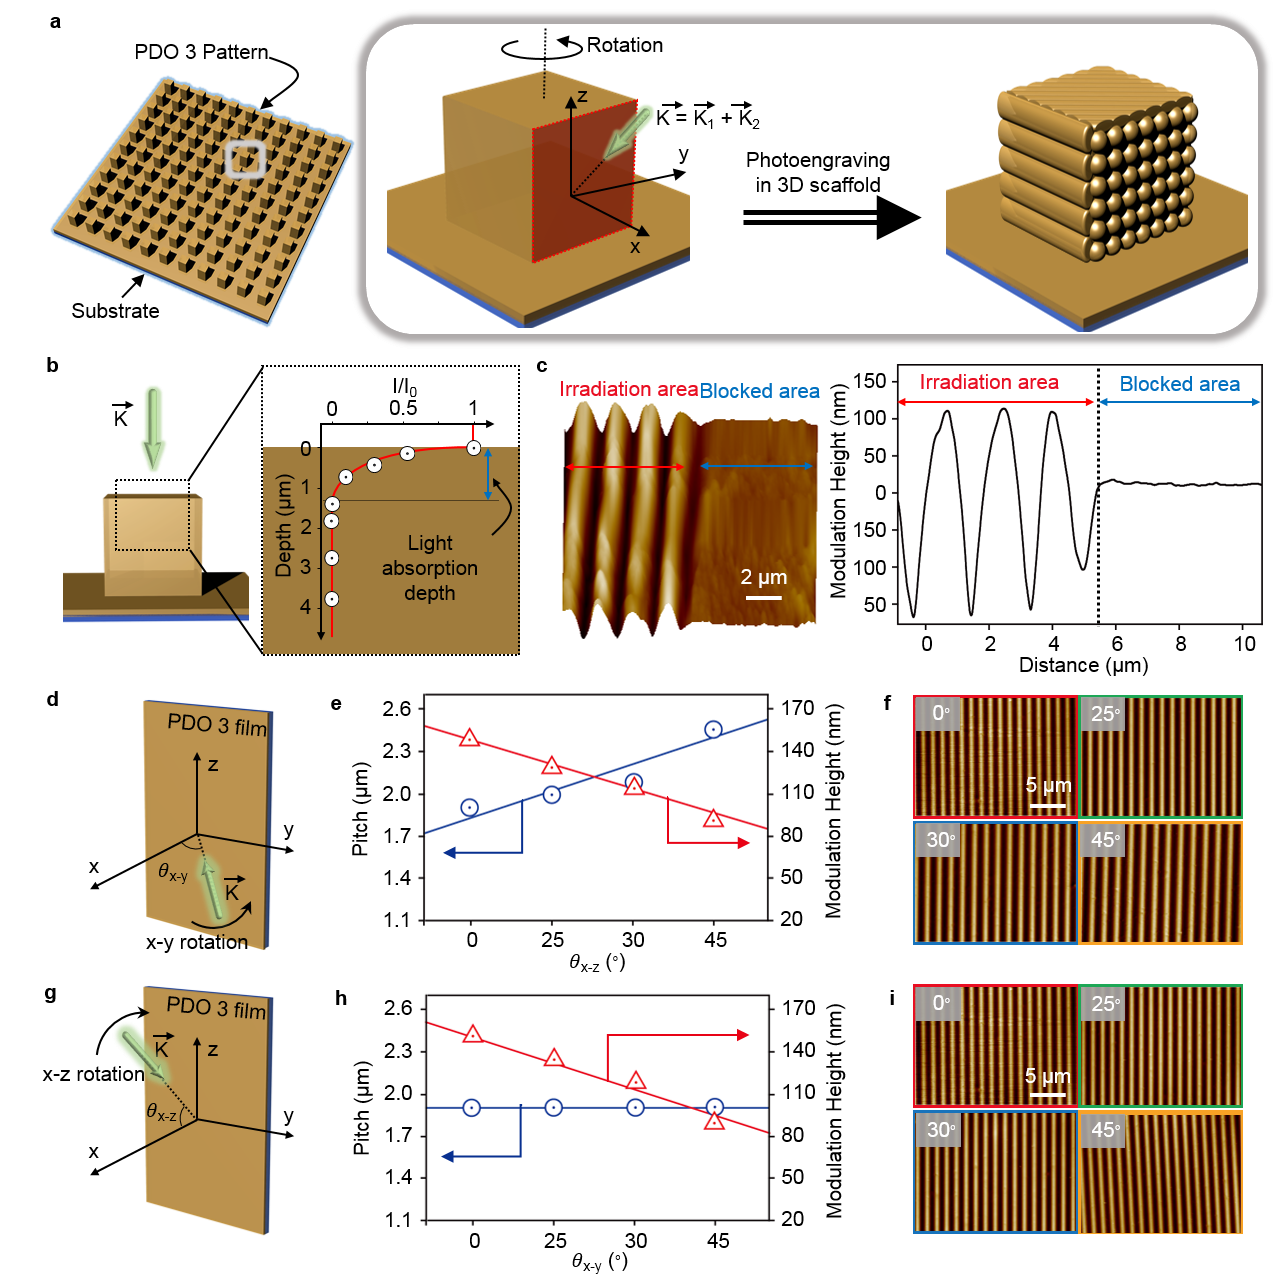 a
PDO 3 Pattern
Substrate
Rotation
z
K = K1 + K2
y
x
Photoengraving
in 3D scaffold
b
K
I/I0
0 0.5 1
0
1
2
3
4
Depth (μm)
Light
absorption
depth
c
Irradiation area Blocked area
2 μm
Modulation Height (nm)
150
100
50
0
150
100
50
Irradiation area
Blocked area
0 2 4 6 8 10
Distance (μm)
d
PDO 3 film
z
y
x
θx-y
K
x-y rotation
e
Pitch (μm)
2.6
2.3
2.0
1.7
1.4
1.1
170
140
110
80
50
20
Modulation Height (nm)
0 25 30 45
θx-z (°)
f
0°
25°
5 μm
30°
45°
g
PDO 3 film
K
z
x-z rotation
θx-z
y
x
h
Pitch (μm)
2.6
2.3
2.0
1.7
1.4
1.1
170
140
110
80
50
20
Modulation Height (nm)
0 25 30 45
θx-y (°)
i
0°
25°
5 μm
30°
45°